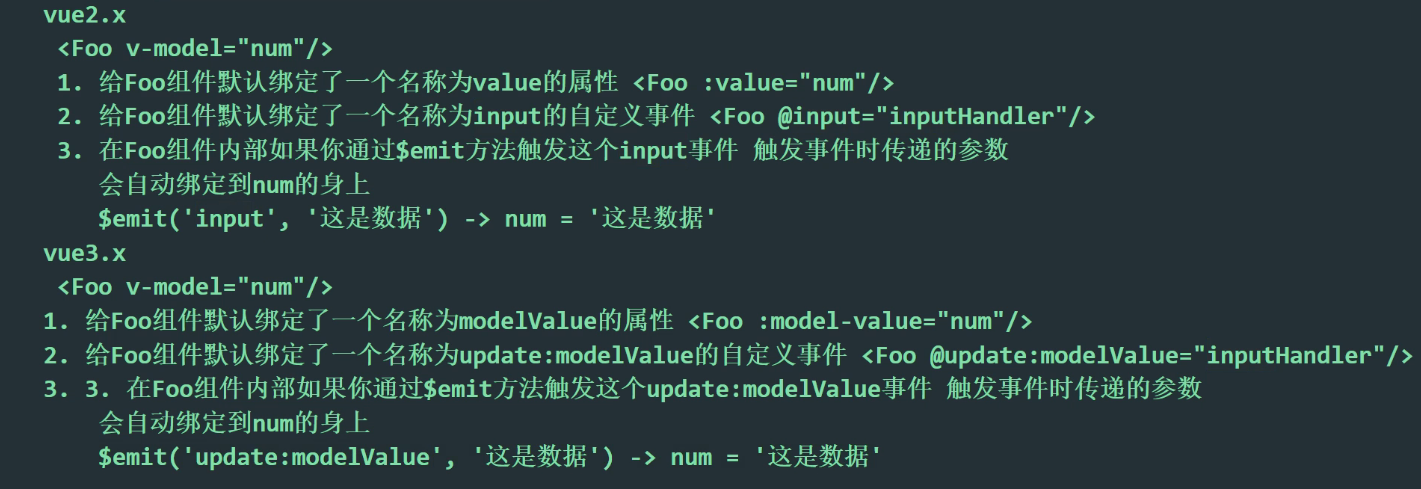 vue2.x
<Foo v-model="num"/>
1. 给Foo组件默认绑定了一个名称为value的属性 <Foo :value="num"/>
2. 给Foo组件默认绑定了一个名称为input的自定义事件 <Foo @input="inputHandler"/>
3. 在Foo组件内部如果你通过$emit方法触发这个input事件 触发事件时传递的参数
会自动绑定到num的身上
$emit('input', '这是数据') -> num = '这是数据'
vue3.x
<Foo v-model="num"/>
1. 给Foo组件默认绑定了一个名称为modelValue的属性 <Foo :model-value="num"/>
2. 给Foo组件默认绑定了一个名称为update:modelValue的自定义事件 <Foo @update:modelValue="inputHandler"/>
3. 3. 在Foo组件内部如果你通过$emit方法触发这个update:modelValue事件 触发事件时传递的参数
会自动绑定到num的身上
$emit('update:modelValue', '这是数据') -> num = '这是数据'